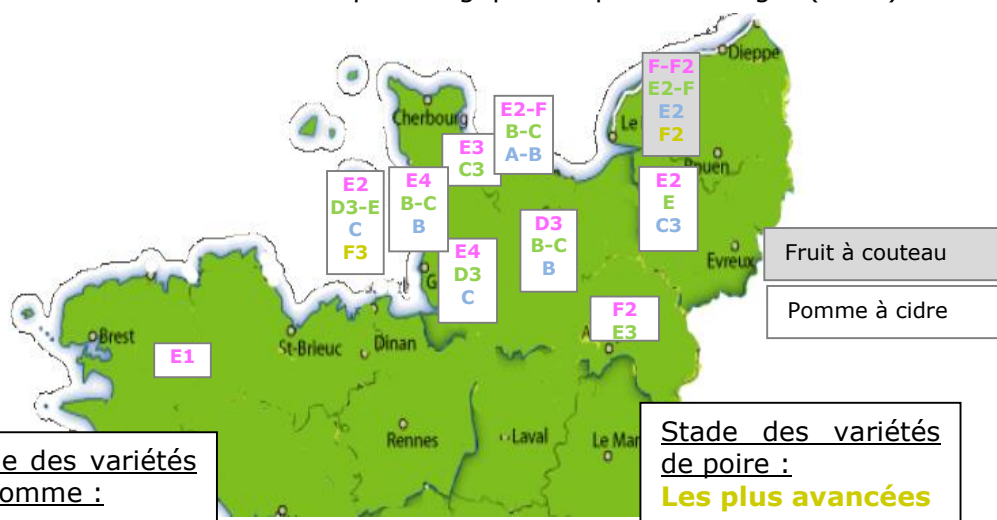 Dieppe
F-F2
E2-F
E2
F2
Cherbourg
E2-F
B-C
A-B
Le
E3
C3
E2
E
C3
E2
D3-E
C
F3
E4
B-C
B
D3
B-C
B
Evreux
Fruit à couteau
E4
D3
C
G
F2
E3
A
Pomme à cidre
Brest
St-Brieuc
Dinan
E1
Rennes
Laval
Le Mar
e des variétés
omme :
Stade des variétés
de poire :
Les plus avancées